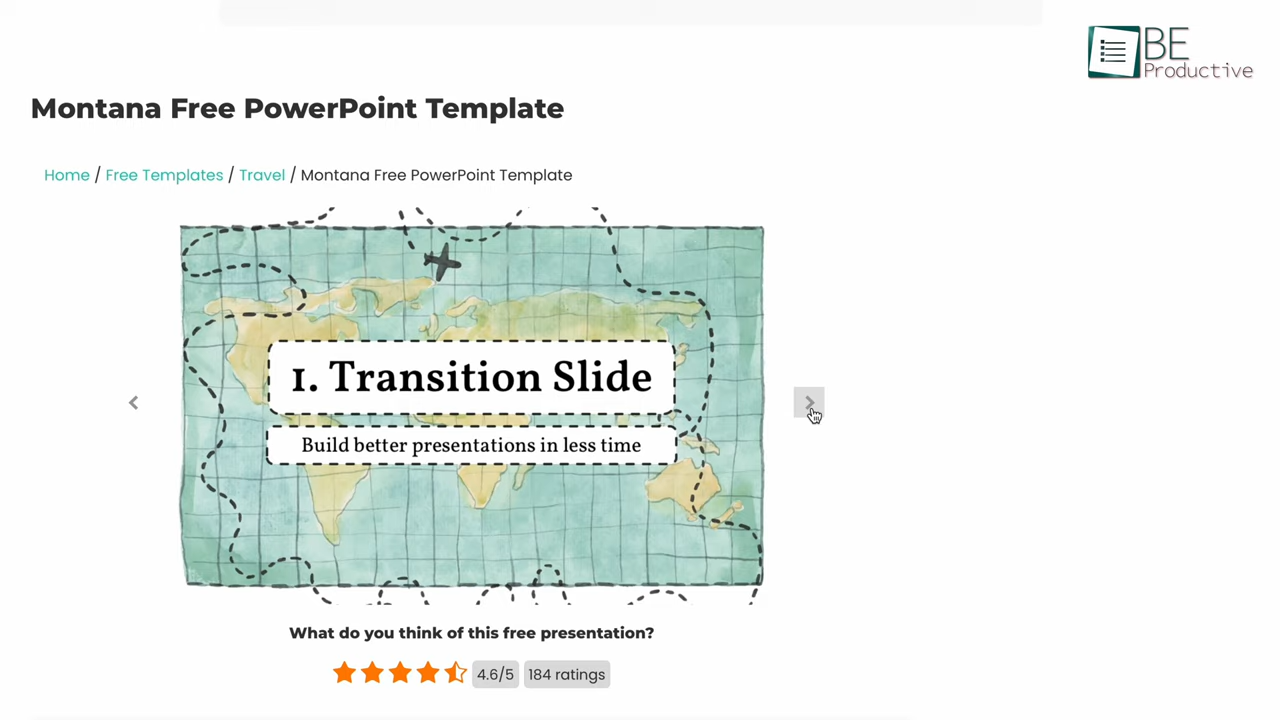 BE
Productive
Montana Free PowerPoint Template
Home / Free Templates / Travel / Montana Free PowerPoint Template
1. Transition Slide
Build better presentations in less time
What do you think of this free presentation?
4.6/5 184 ratings